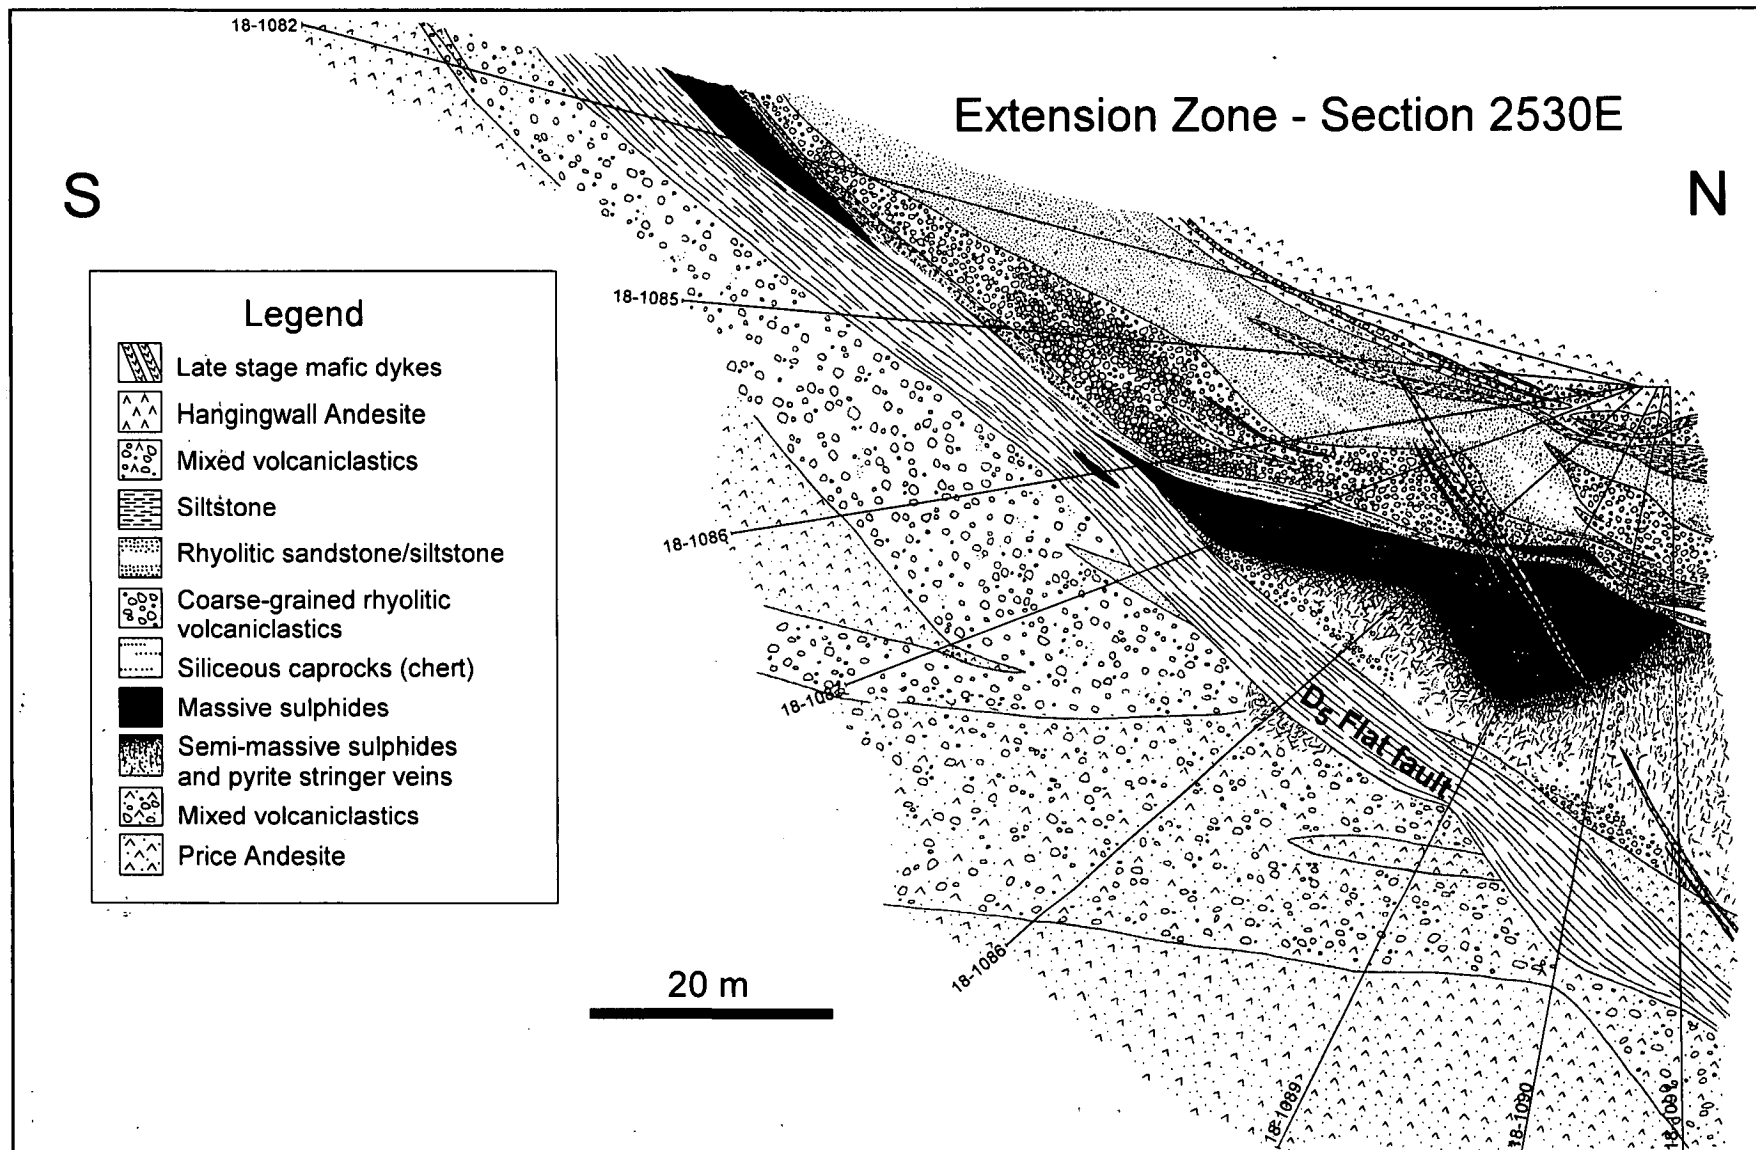 18-1082
Extension Zone - Section 2530E
S
N
18-1085
Legend
Late stage mafic dykes
Hangingwall Andesite
Mixed volcaniclastics
Siltstone
Rhyolitic sandstone/siltstone
Coarse-grained rhyolitic
volcaniclastics
Siliceous caprocks (chert)
Massive sulphides
Semi-massive sulphides
and pyrite stringer veins
Mixed volcaniclastics
Price Andesite
18-1086
D5 Flat fault
18-1086
20 m
18-1089
18-1090
18-1091